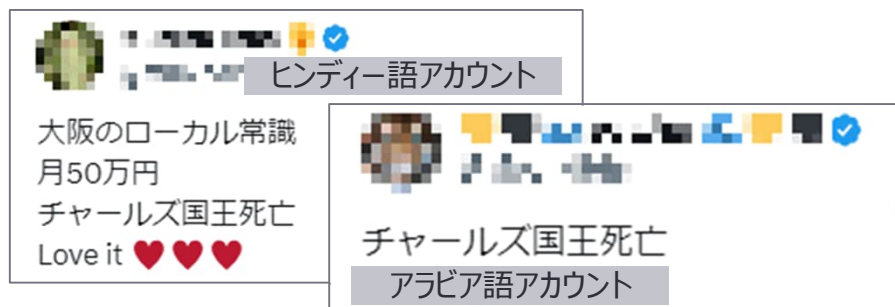 ヒンディー語アカウント
大阪のローカル常識
月50万円
チャールズ国王死亡
Love it ♥♥♥
チャールズ国王死亡
アラビア語アカウント